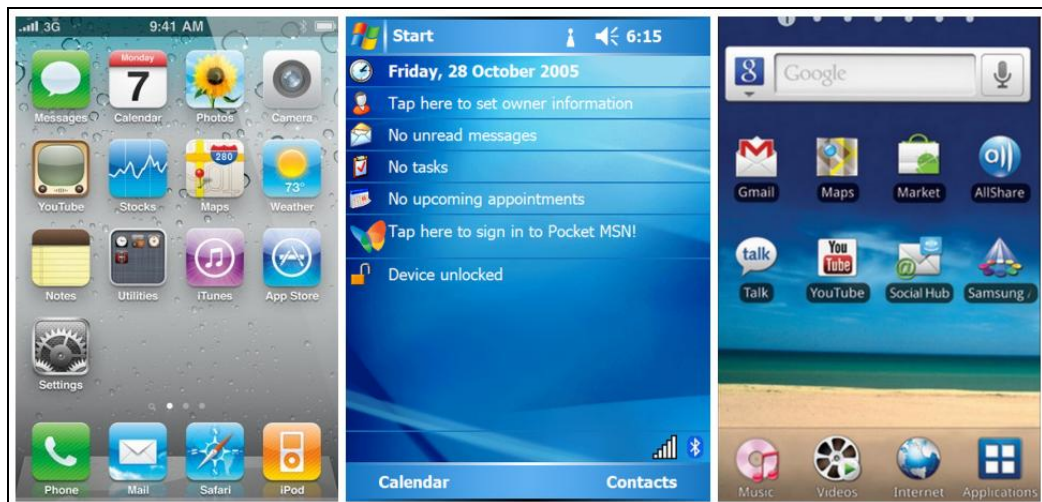 3G 9:41 AM
Monday
7
Messages Calendar Photos Camera
280
73°
YouTube Stocks Maps Weather
Notes Utilities iTunes App Store
Settings
Phone Mail Safari iPod
Start 6:15
Friday, 28 October 2005
Tap here to set owner information
No unread messages
No tasks
No upcoming appointments
Tap here to sign in to Pocket MSN!
Device unlocked
Calendar Contacts
1
8 Google
Gmail Maps Market AllShare
talk
You
Tube
Talk YouTube Social Hub Samsung
Music Videos Internet Applications